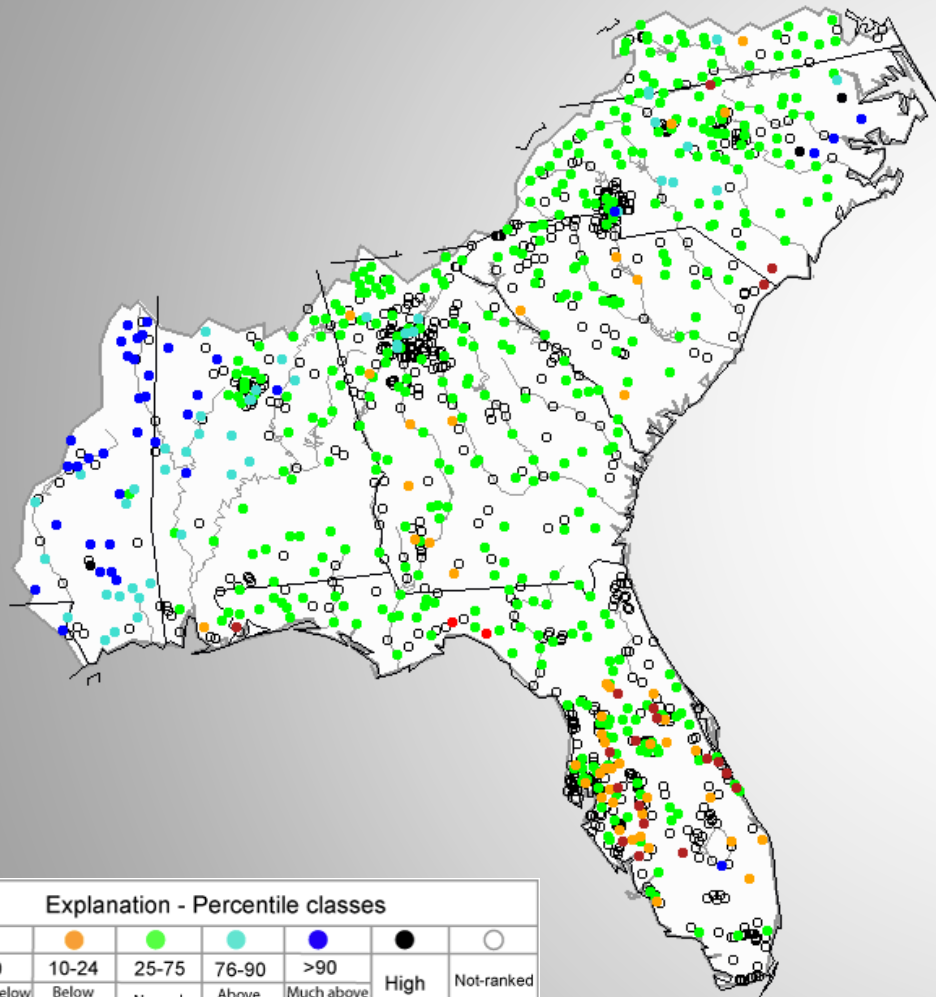 Explanation - Percentile classes
10-24 25-75 76-90 >90
High Not-ranked
Below Above Much above